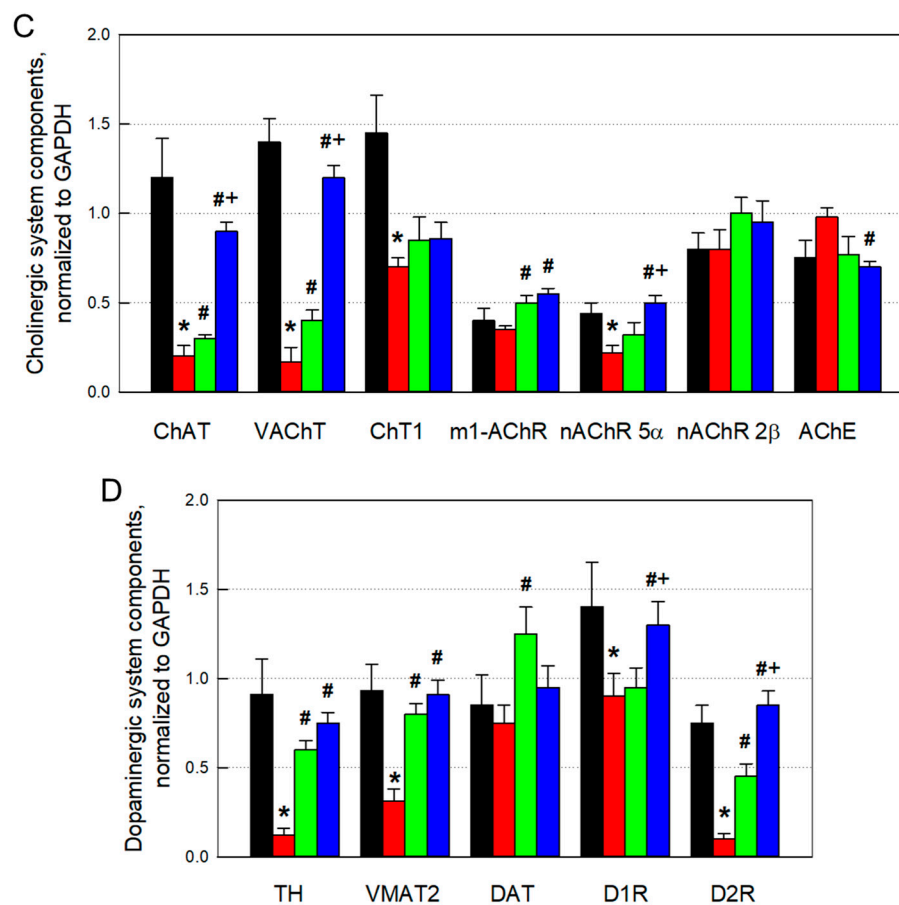 C
Cholinergic system components,
normalized to GAPDH
2.0
1.5
1.0
0.5
0.0
#+
*
#
#+
*
#
*
#
#
#+
*
#
ChAT
VAChT
ChT1
m1-AChR
nAChR 5α
nAChR 2β
AChE
D
Dopaminergic system components,
normalized to GAPDH
2.0
1.5
1.0
0.5
0.0
*
#
#
*
#
#
#
*
#+
*
#
#+
TH
VMAT2
DAT
D1R
D2R